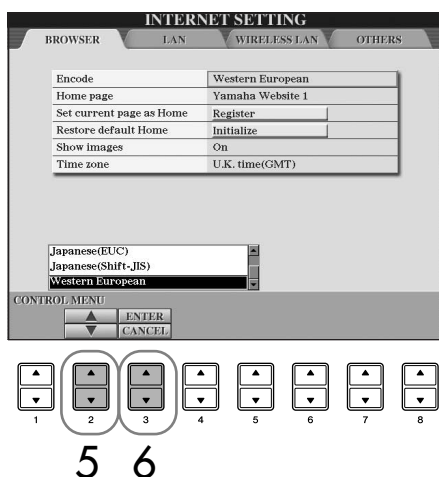 INTERNET SETTING
BROWSER LAN WIRELESS LAN OTHERS
Encode Western European
Home page Yamaha Website 1
Set current page as Home Register
Restore default Home Initialize
Show images On
Time zone U.K. time(GMT)
Japanese(EUC)
Japanese(Shift-JIS)
Western European
CONTROL MENU
ENTER
CANCEL
1 2 3 4 5 6 7 8
5 6